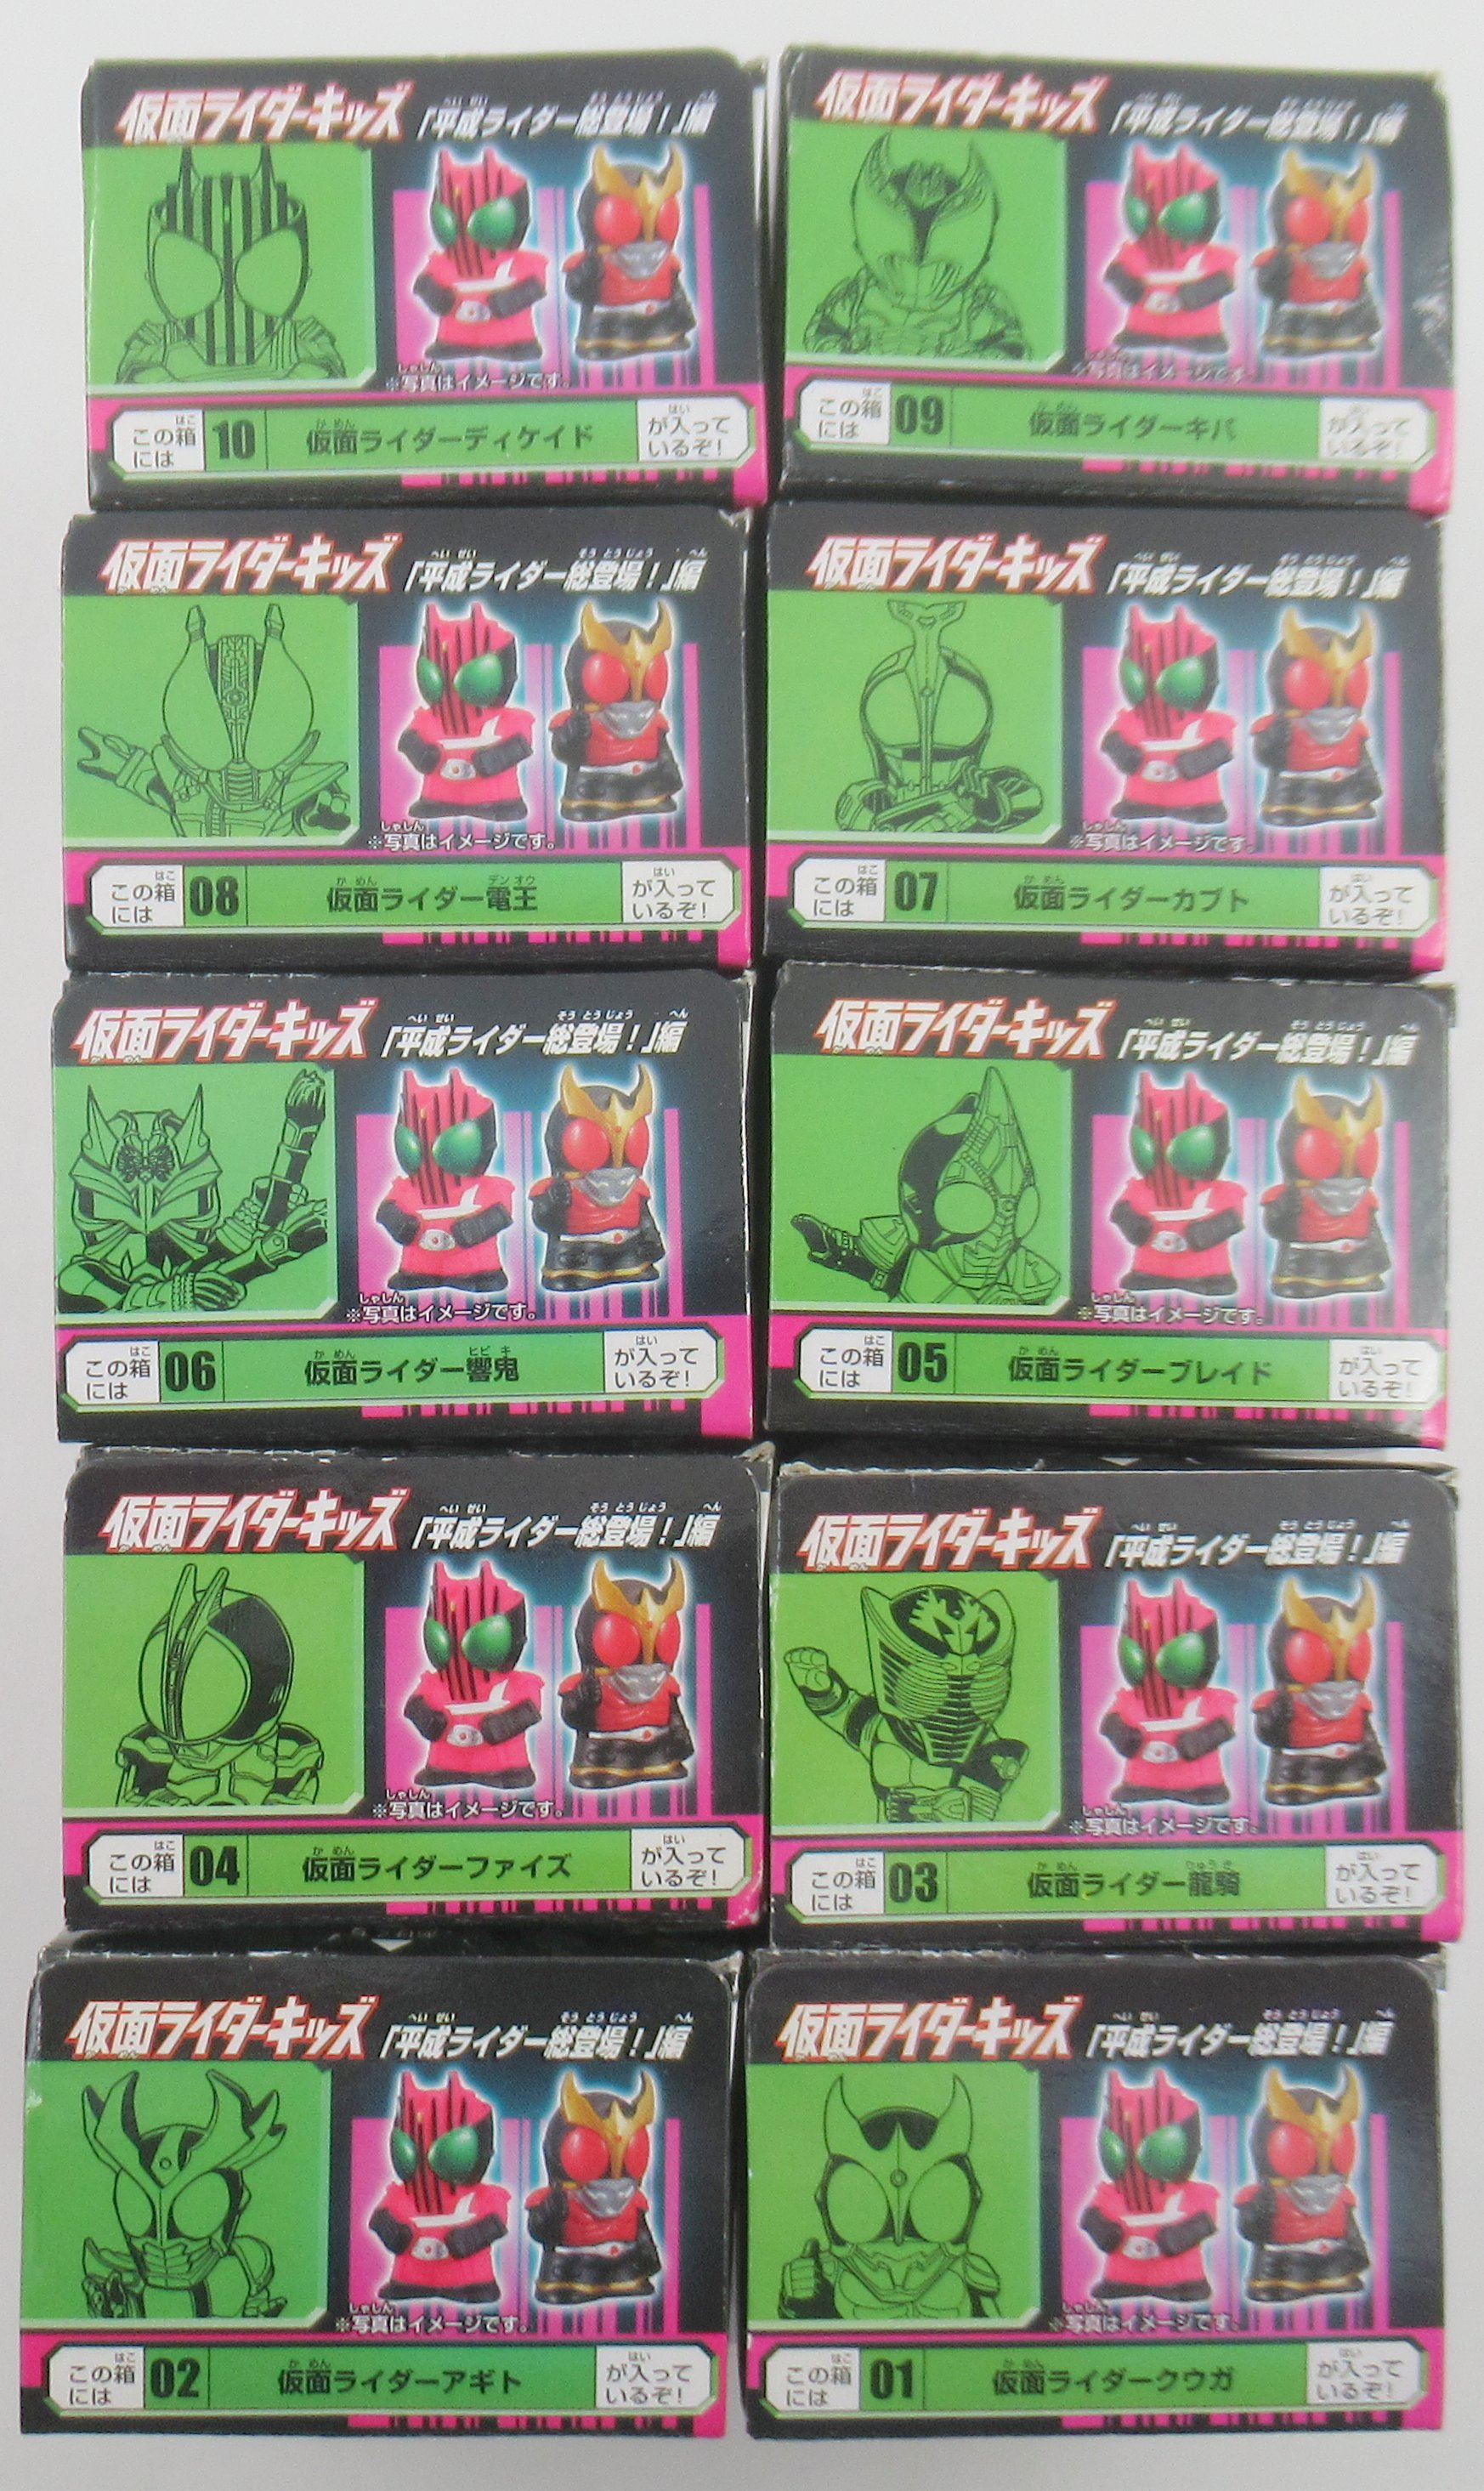 仮面ライダーキッズ 「平成ライダー総登場!」編
※写真はイメージです。
この箱には 10 仮面ライダーディケイド が入っているぞ!
仮面ライダーキッズ 「平成ライダー総登場!」編
※写真はイメージです。
この箱には 09 仮面ライダーキバ が入っているぞ!
仮面ライダーキッズ 「平成ライダー総登場!」編
※写真はイメージです。
この箱には 08 仮面ライダー電王 が入っているぞ!
仮面ライダーキッズ 「平成ライダー総登場!」編
※写真はイメージです。
この箱には 07 仮面ライダーカブト が入っているぞ!
仮面ライダーキッズ 「平成ライダー総登場!」編
※写真はイメージです。
この箱には 06 仮面ライダー響鬼 が入っているぞ!
仮面ライダーキッズ 「平成ライダー総登場!」編
※写真はイメージです。
この箱には 05 仮面ライダーブレイド が入っているぞ!
仮面ライダーキッズ 「平成ライダー総登場!」編
※写真はイメージです。
この箱には 04 仮面ライダーファイズ が入っているぞ!
仮面ライダーキッズ 「平成ライダー総登場!」編
※写真はイメージです。
この箱には 03 仮面ライダー龍騎 が入っているぞ!
仮面ライダーキッズ 「平成ライダー総登場!」編
※写真はイメージです。
この箱には 02 仮面ライダーアギト が入っているぞ!
仮面ライダーキッズ 「平成ライダー総登場!」編
※写真はイメージです。
この箱には 01 仮面ライダークウガ が入っているぞ!